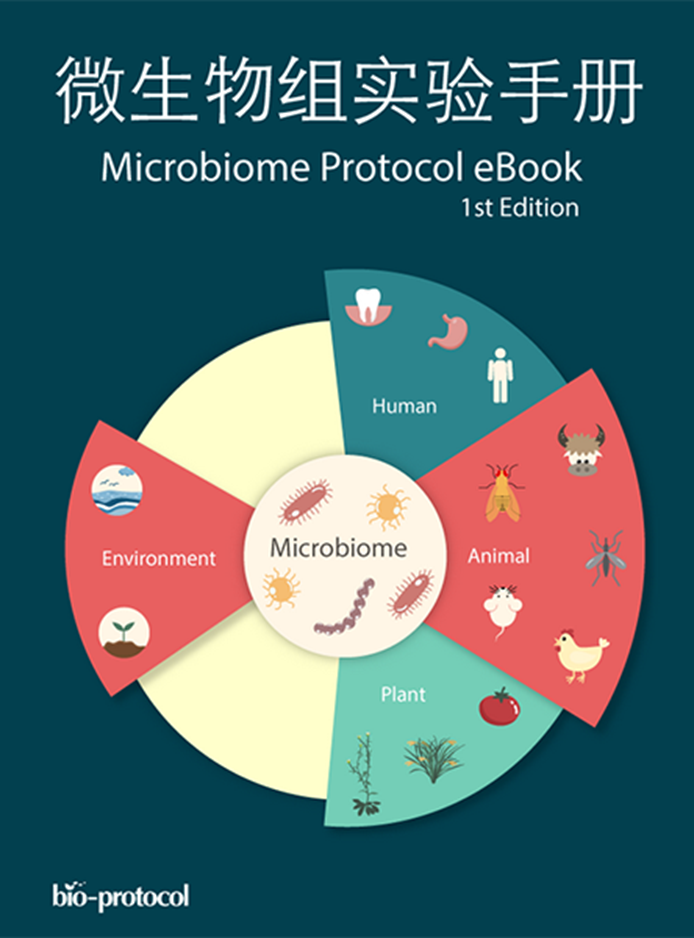 微生物组实验手册
Microbiome Protocol eBook
1st Edition
Human
Environment
Microbiome
Animal
Plant
bio-protocol